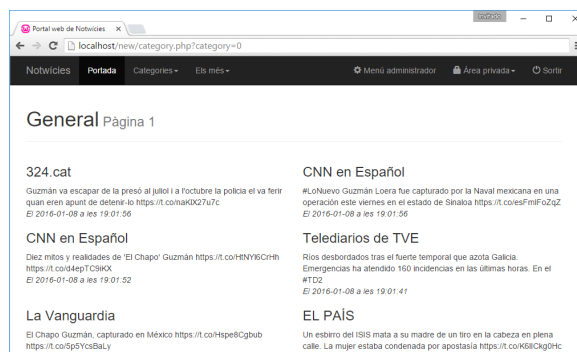 Invitado
Portal web de Notwícies
localhost/new/category.php?category=0
Notwícies Portada Categories Els més Menú administrador Àrea privada Sortir
General Pàgina 1
324.cat
Guzmán va escapar de la presó al juliol i a l'octubre la policia el va ferir
quan eren apunt de detenir-lo https://t.co/naKlX27u7c
El 2016-01-08 a les 19:01:56
CNN en Español
#LoNuevo Guzmán Loera fue capturado por la Naval mexicana en una
operación este viernes en el estado de Sinaloa https://t.co/esFmlFoZqZ
El 2016-01-08 a les 19:01:56
CNN en Español
Diez mitos y realidades de 'El Chapo' Guzmán https://t.co/HtNYI6CrHh
https://t.co/d4epTC9iKX
El 2016-01-08 a les 19:01:52
Telediarios de TVE
Ríos desbordados tras el fuerte temporal que azota Galicia.
Emergencias ha atendido 160 incidencias en las últimas horas. En el
#TD2
El 2016-01-08 a les 19:01:41
La Vanguardia
El Chapo Guzmán, capturado en México https://t.co/Hspe8Cgbub
https://t.co/5p5YcsBaLy
EL PAÍS
Un esbirro del ISIS mata a su madre de un tiro en la cabeza en plena
calle. La mujer estaba condenada por apostasía https://t.co/K6llCkg0Hc